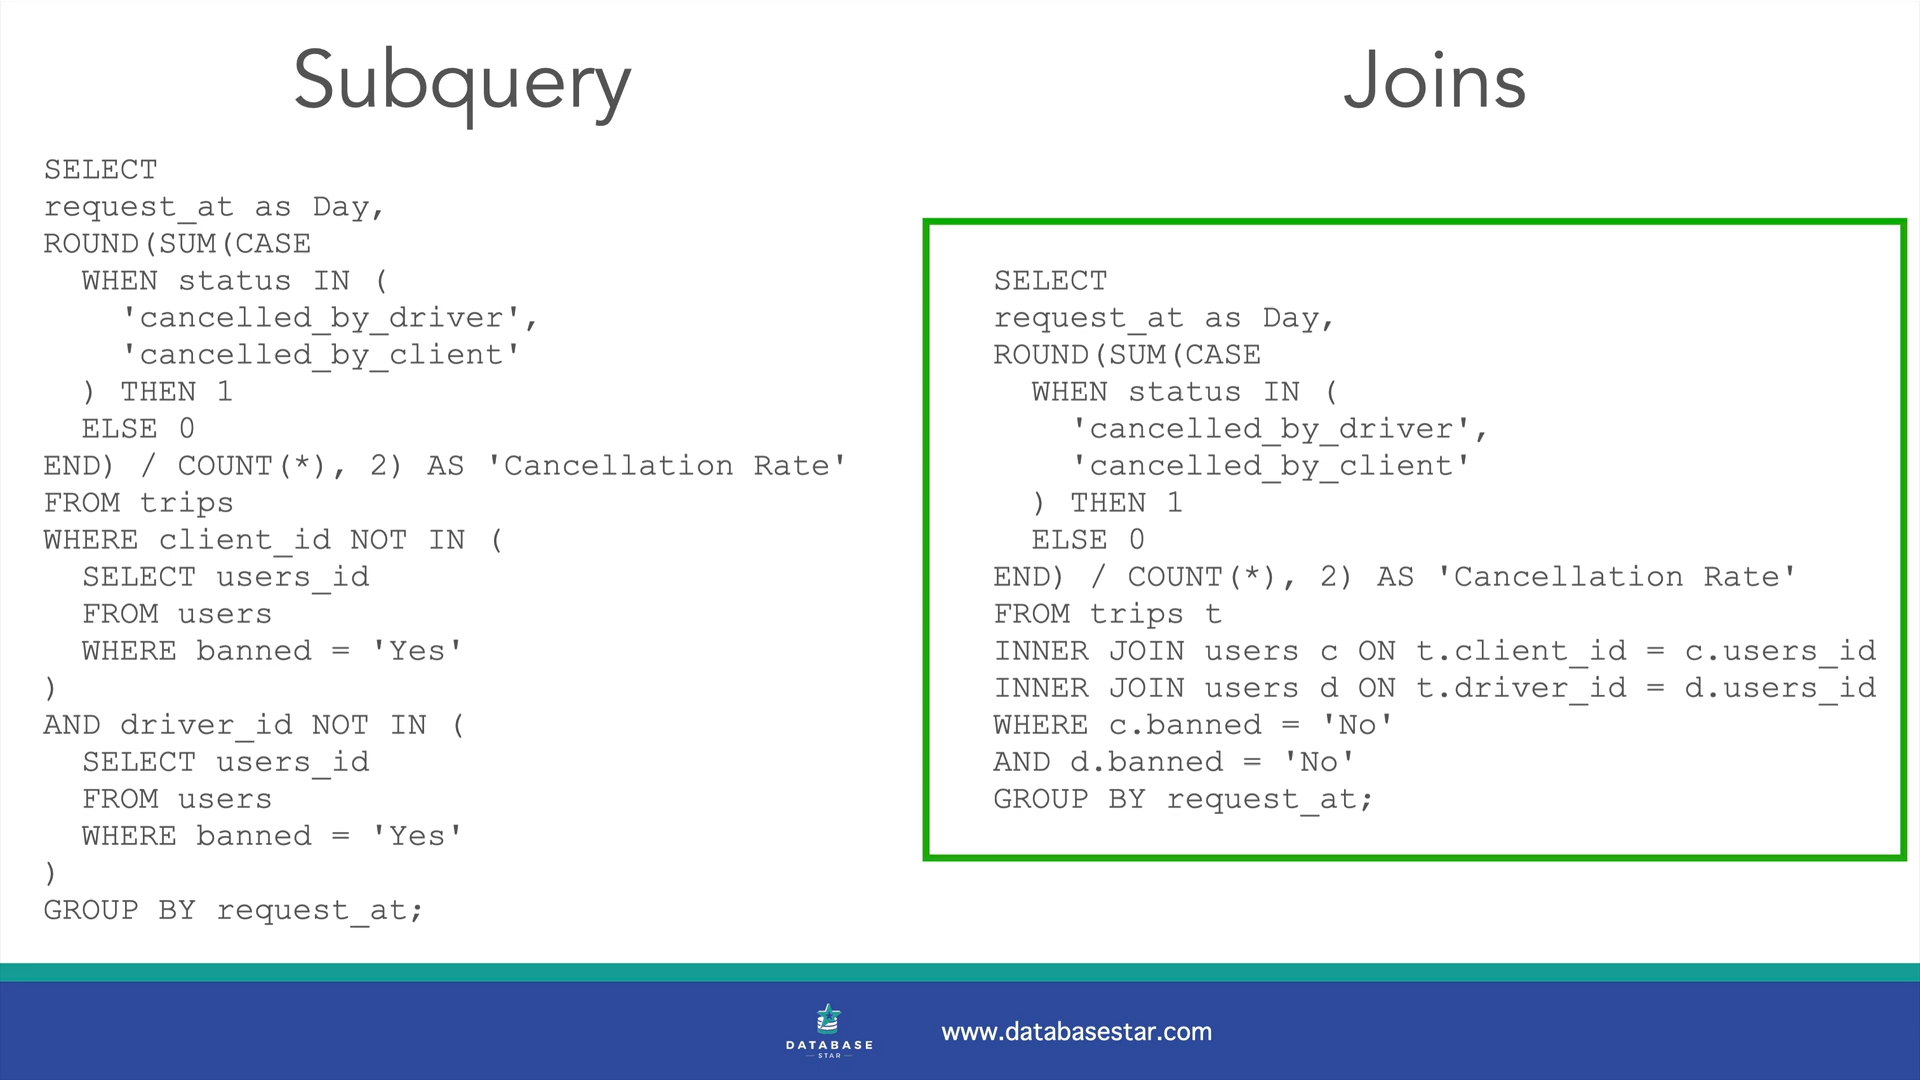 Subquery
SELECT
request_at as Day,
ROUND(SUM(CASE
  WHEN status IN (
    'cancelled_by_driver',
    'cancelled_by_client'
  ) THEN 1
  ELSE 0
END) / COUNT(*), 2) AS 'Cancellation Rate'
FROM trips
WHERE client_id NOT IN (
  SELECT users_id
  FROM users
  WHERE banned = 'Yes'
)
AND driver_id NOT IN (
  SELECT users_id
  FROM users
  WHERE banned = 'Yes'
)
GROUP BY request_at;
Joins
SELECT
request_at as Day,
ROUND(SUM(CASE
  WHEN status IN (
    'cancelled_by_driver',
    'cancelled_by_client'
  ) THEN 1
  ELSE 0
END) / COUNT(*), 2) AS 'Cancellation Rate'
FROM trips t
INNER JOIN users c ON t.client_id = c.users_id
INNER JOIN users d ON t.driver_id = d.users_id
WHERE c.banned = 'No'
AND d.banned = 'No'
GROUP BY request_at;
DATABASE
STAR
www.databasestar.com